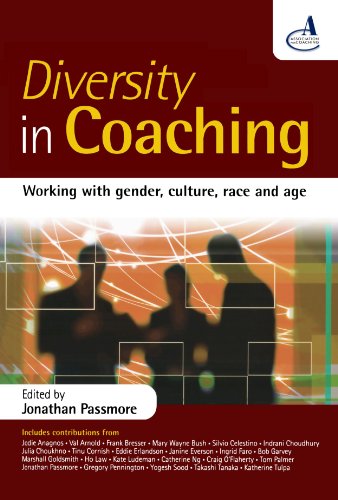 A
ASSOCIATION
FOR COACHING
Diversity
in Coaching
Working with gender, culture, race and age
Edited by
Jonathan Passmore
Includes contributions from
Jodie Anagnos • Val Arnold • Frank Bresser • Mary Wayne Bush • Silvio Celestino • Indrani Choudhury
Julia Choukhno • Tinu Cornish • Eddie Erlandson • Janine Everson • Ingrid Faro • Bob Garvey
Marshall Goldsmith • Ho Law • Kate Ludeman • Catherine Ng • Craig O'Flaherty • Tom Palmer
Jonathan Passmore • Gregory Pennington • Yogesh Sood • Takashi Tanaka • Katherine Tulpa